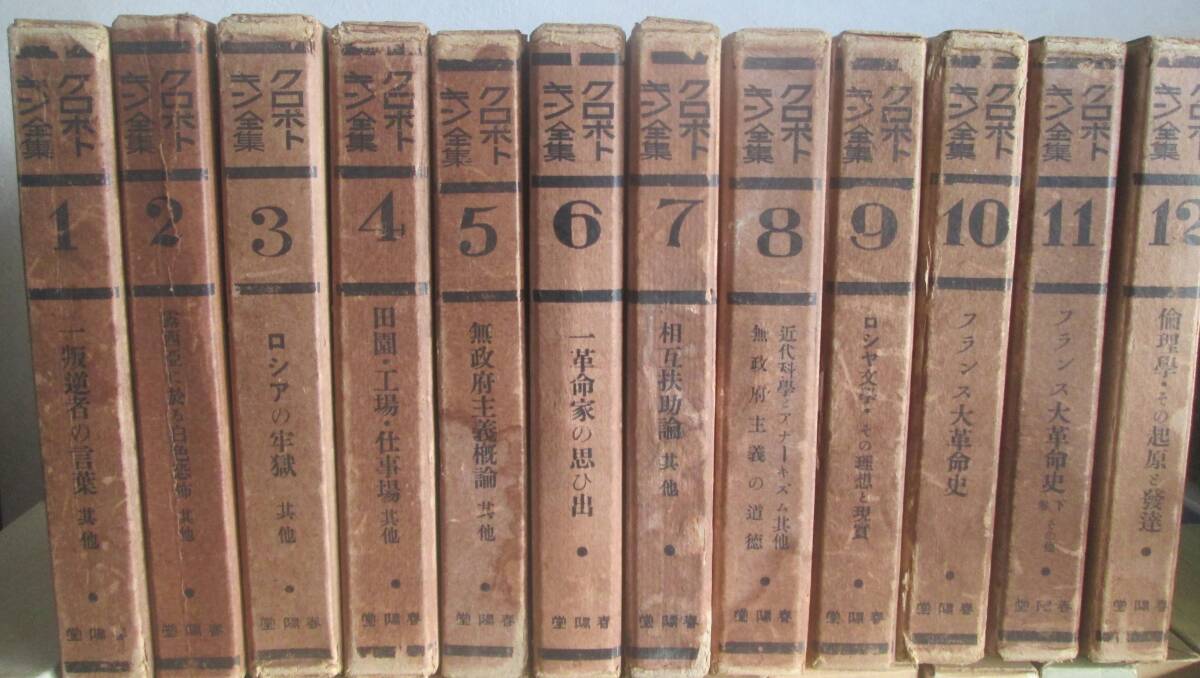 クロポト
キン全集
1
一叛逆者の言葉 其他
堂陽春
クロポト
キン全集
2
露西亞に於る白色恐怖 其他
堂陽春
クロポト
キン全集
3
ロシアの牢獄 其他
堂陽春
クロポト
キン全集
4
田園・工場・仕事場 其他
堂陽春
クロポト
キン全集
5
無政府主義概論 其他
堂陽春
クロポト
キン全集
6
一革命家の思ひ出
堂陽春
クロポト
キン全集
7
相互扶助論 其他
堂陽春
クロポト
キン全集
8
近代科學とアナーキズム其他
無政府主義の道徳
堂陽春
クロポト
キン全集
9
ロシヤ文學・その理想と現實
堂陽春
クロポト
キン全集
10
フランス大革命史
堂陽春
クロポト
キン全集
11
フランス大革命史 下巻 その他
堂陽春
クロポト
キン全集
12
倫理學・その起原と發達
堂陽春